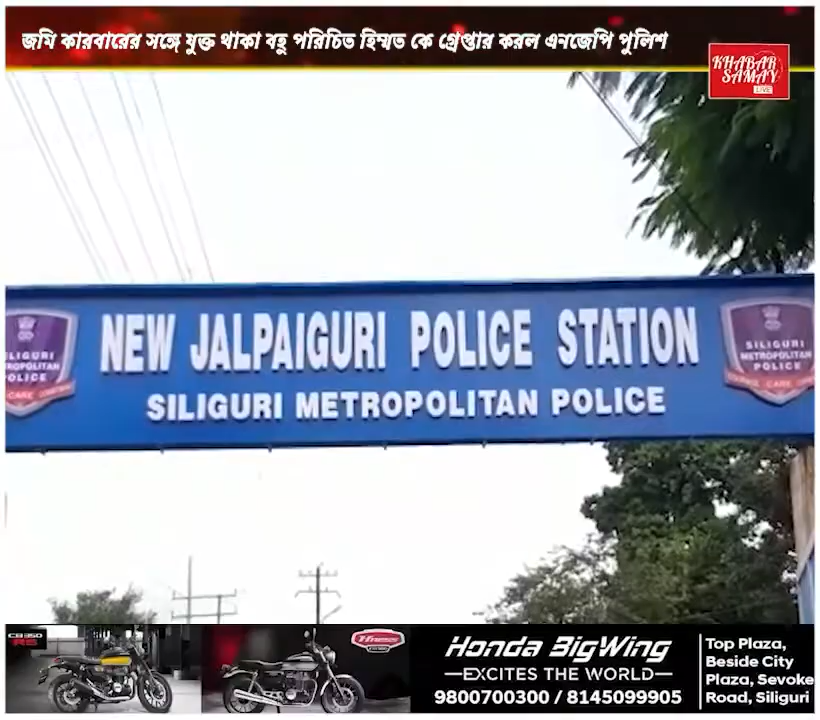 জমি কারবারের সঙ্গে যুক্ত থাকা বহু পরিচিত হিম্মত কে গ্রেপ্তার করল এনজেপি পুলিশ
KHABAR
SAMAY
LIVE
NEW JALPAIGURI POLICE STATION
SILIGURI METROPOLITAN POLICE
SILIGURI
METROPOLITAN
POLICE
CARE
SILIGURI
METROPOLITAN
POLICE
CARE
CB350
RS
Honda BigWing
EXCITES THE WORLD
9800700300 / 8145099905
Top Plaza,
Beside City
Plaza, Sevoke
Road, Siliguri